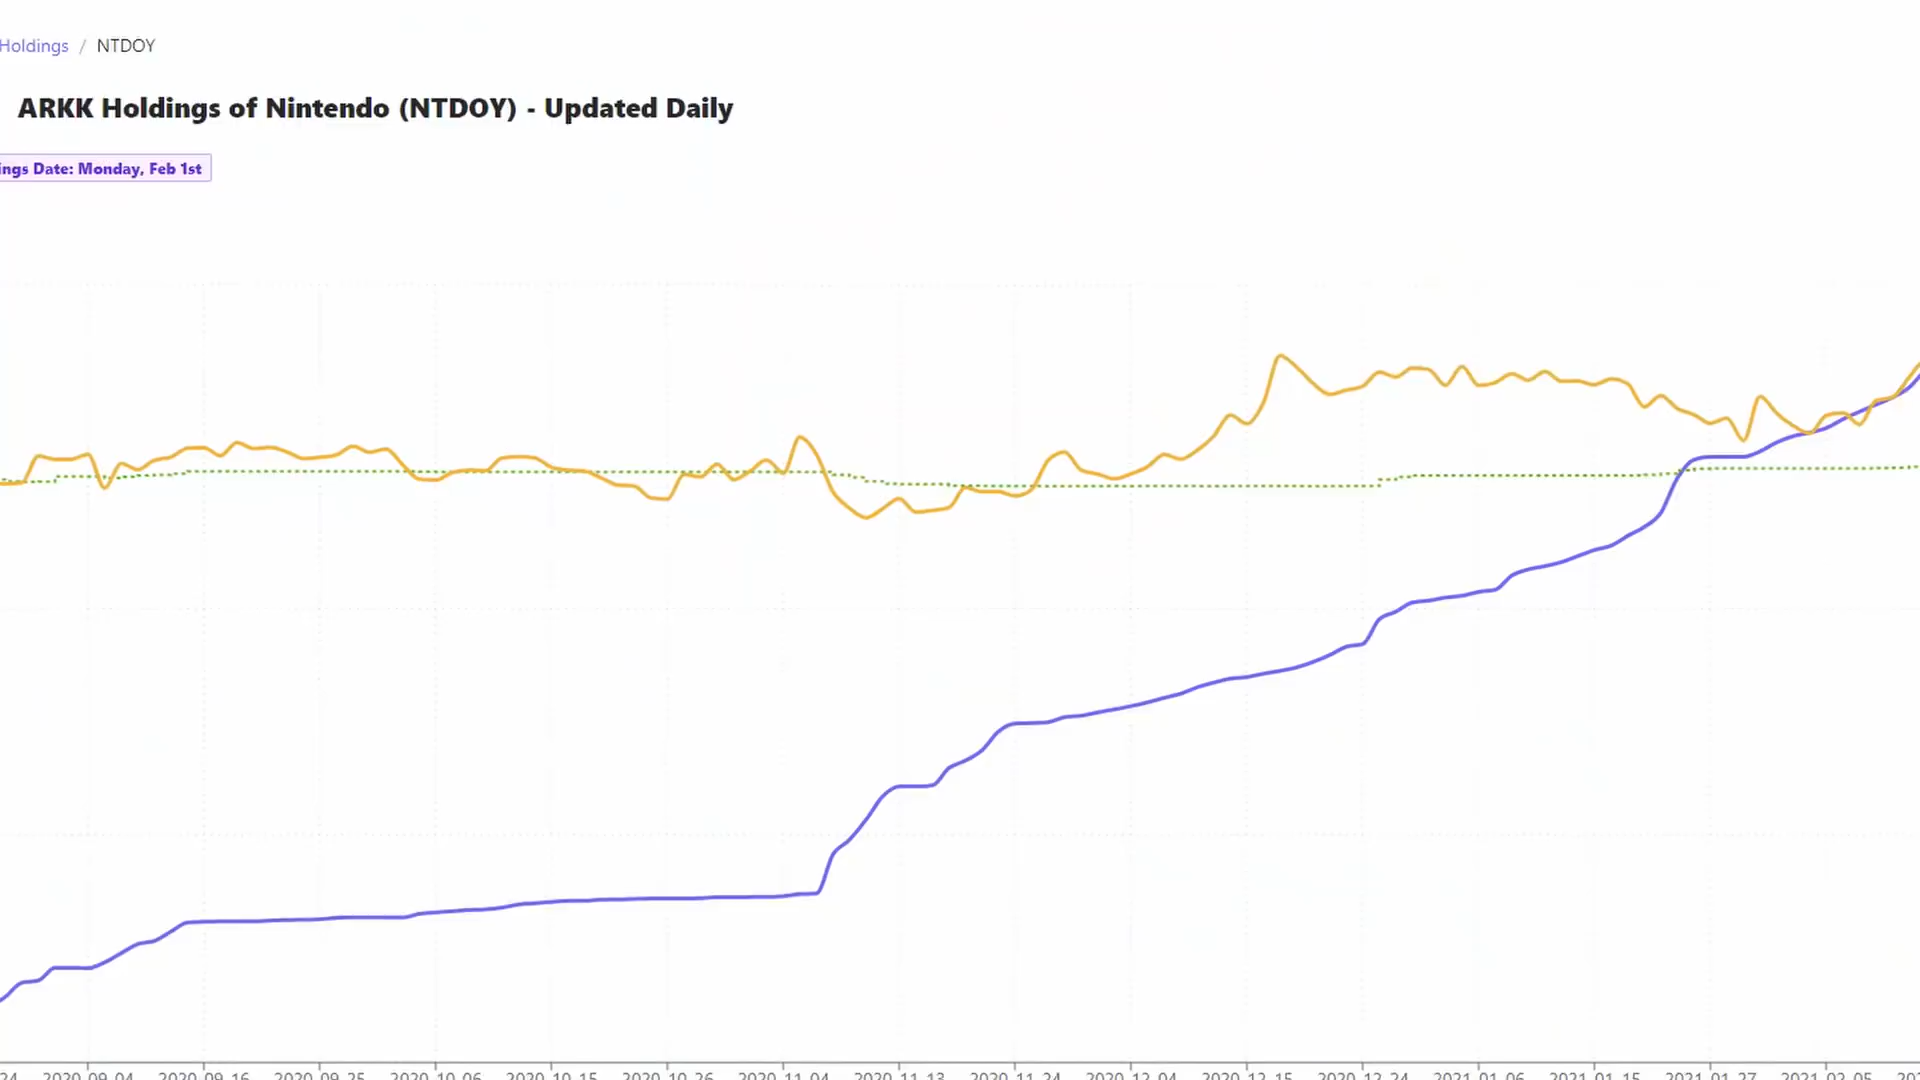 Holdings / NTDOY
ARKK Holdings of Nintendo (NTDOY) - Updated Daily
ings Date: Monday, Feb 1st
24 2020-09-04 2020-09-16 2020-09-25 2020-10-06 2020-10-15 2020-10-26 2020-11-04 2020-11-13 2020-11-24 2020-12-04 2020-12-15 2020-12-24 2021-01-06 2021-01-15 2021-01-27 2021-02-05 202